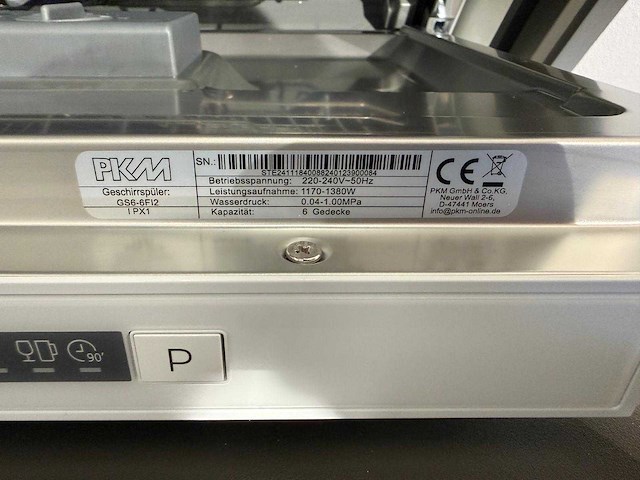 PKM
Geschirrspüler:
GS6-6FI2
IPX1
SN.:
STE2411184008824012390084
Betriebsspannung: 220-240V~50Hz
Leistungsaufnahme: 1170-1380W
Wasserdruck: 0.04-1.00MPa
Kapazität: 6 Gedecke
CE
PKM GmbH & Co.KG,
Neuer Wall 2-6,
D-47441 Moers
info@pkm-online.de
90'
P